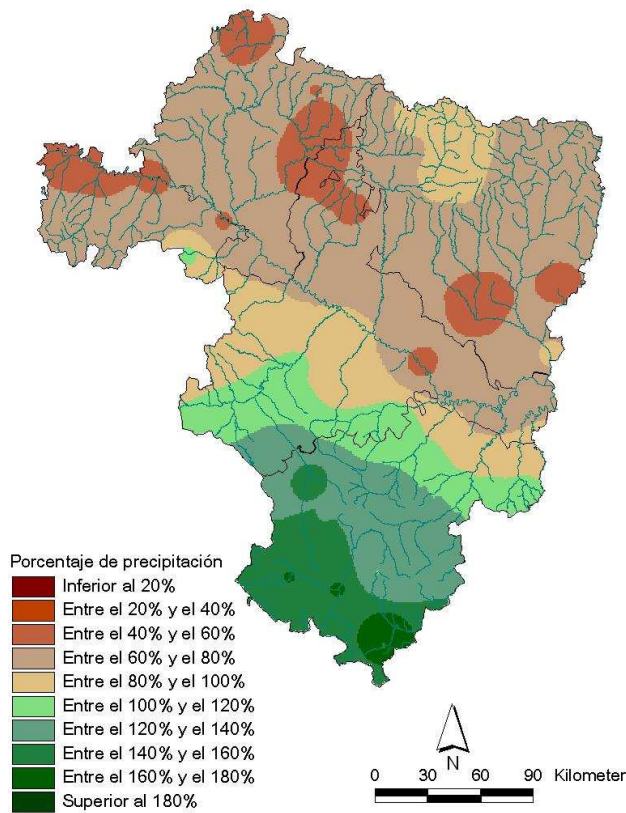 Porcentaje de precipitación
Inferior al 20%
Entre el 20% y el 40%
Entre el 40% y el 60%
Entre el 60% y el 80%
Entre el 80% y el 100%
Entre el 100% y el 120%
Entre el 120% y el 140%
Entre el 140% y el 160%
Entre el 160% y el 180%
Superior al 180%
N
0 30 60 90 Kilometer